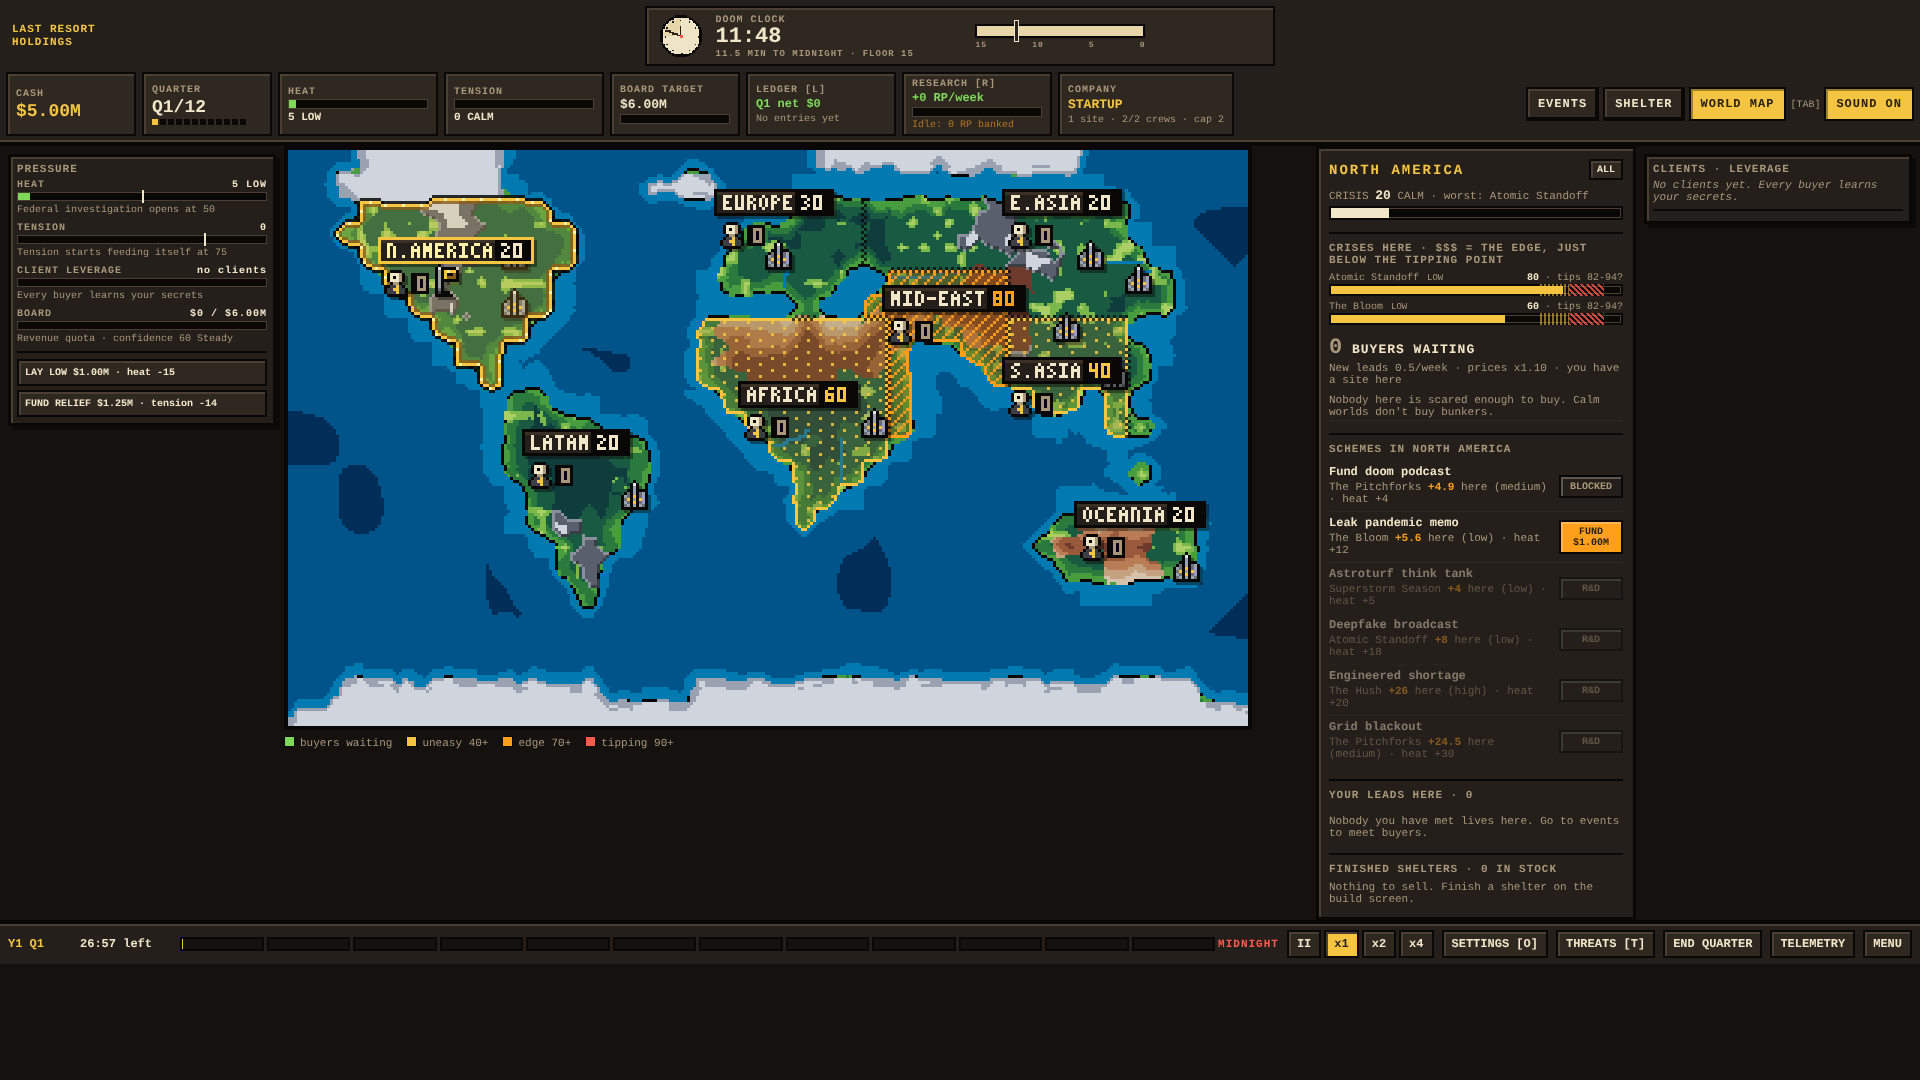 LAST RESORT
HOLDINGS
DOOM CLOCK
11:48
11.5 MIN TO MIDNIGHT · FLOOR 15
15 10 5 0
CASH
$5.00M
QUARTER
Q1/12
HEAT
5 LOW
TENSION
0 CALM
BOARD TARGET
$6.00M
LEDGER [L]
Q1 net $0
No entries yet
RESEARCH [R]
+0 RP/week
Idle: 0 RP banked
COMPANY
STARTUP
1 site · 2/2 crews · cap 2
EVENTS
SHELTER
WORLD MAP
[TAB]
SOUND ON
PRESSURE
HEAT 5 LOW
Federal investigation opens at 50
TENSION 0
Tension starts feeding itself at 75
CLIENT LEVERAGE no clients
Every buyer learns your secrets
BOARD $0 / $6.00M
Revenue quota · confidence 60 Steady
LAY LOW $1.00M · heat -15
FUND RELIEF $1.25M · tension -14
EUROPE 30
0
E.ASIA 20
0
N.AMERICA 20
0
MID-EAST 80
0
S.ASIA 40
0
AFRICA 60
0
LATAM 20
0
OCEANIA 20
0
buyers waiting
uneasy 40+
edge 70+
tipping 90+
NORTH AMERICA
ALL
CRISIS 20 CALM · worst: Atomic Standoff
CRISES HERE · $$$ = THE EDGE, JUST
BELOW THE TIPPING POINT
Atomic Standoff LOW 80 · tips 82-94?
The Bloom LOW 60 · tips 82-94?
0 BUYERS WAITING
New leads 0.5/week · prices x1.10 · you have
a site here
Nobody here is scared enough to buy. Calm
worlds don't buy bunkers.
SCHEMES IN NORTH AMERICA
Fund doom podcast
The Pitchforks +4.9 here (medium)
· heat +4
BLOCKED
Leak pandemic memo
The Bloom +5.6 here (low) · heat
+12
FUND
$1.00M
Astroturf think tank
Superstorm Season +4 here (low) ·
heat +5
R&D
Deepfake broadcast
Atomic Standoff +8 here (low) ·
heat +18
R&D
Engineered shortage
The Hush +26 here (high) · heat
+20
R&D
Grid blackout
The Pitchforks +24.5 here
(medium) · heat +30
R&D
YOUR LEADS HERE · 0
Nobody you have met lives here. Go to events
to meet buyers.
FINISHED SHELTERS · 0 IN STOCK
Nothing to sell. Finish a shelter on the
build screen.
CLIENTS · LEVERAGE
No clients yet. Every buyer learns
your secrets.
Y1 Q1
26:57 left
MIDNIGHT
II
x1
x2
x4
SETTINGS [O]
THREATS [T]
END QUARTER
TELEMETRY
MENU